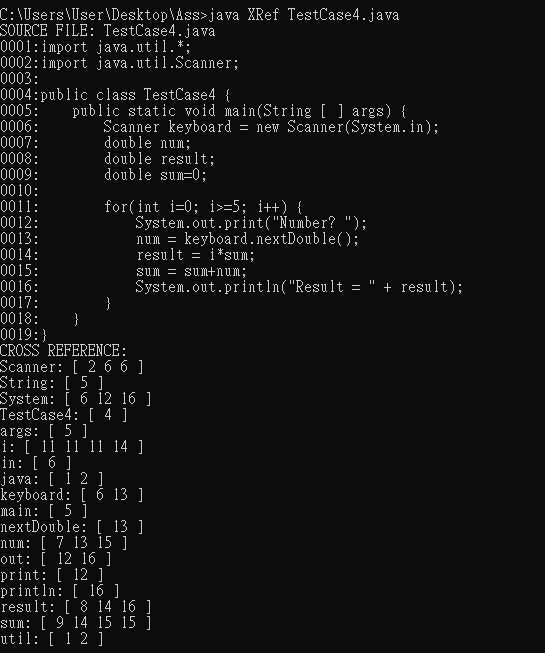 C:\Users\User\Desktop\Ass>java XRef TestCase4.java
SOURCE FILE: TestCase4.java
0001:import java.util.*;
0002:import java.util.Scanner;
0003:
0004:public class TestCase4 {
0005:    public static void main(String [ ] args) {
0006:        Scanner keyboard = new Scanner(System.in);
0007:        double num;
0008:        double result;
0009:        double sum=0;
0010:
0011:        for(int i=0; i>=5; i++) {
0012:            System.out.print("Number? ");
0013:            num = keyboard.nextDouble();
0014:            result = i*sum;
0015:            sum = sum+num;
0016:            System.out.println("Result = " + result);
0017:        }
0018:    }
0019:}
CROSS REFERENCE:
Scanner: [ 2 6 6 ]
String: [ 5 ]
System: [ 6 12 16 ]
TestCase4: [ 4 ]
args: [ 5 ]
i: [ 11 11 11 14 ]
in: [ 6 ]
java: [ 1 2 ]
keyboard: [ 6 13 ]
main: [ 5 ]
nextDouble: [ 13 ]
num: [ 7 13 15 ]
out: [ 12 16 ]
print: [ 12 ]
println: [ 16 ]
result: [ 8 14 16 ]
sum: [ 9 14 15 15 ]
util: [ 1 2 ]